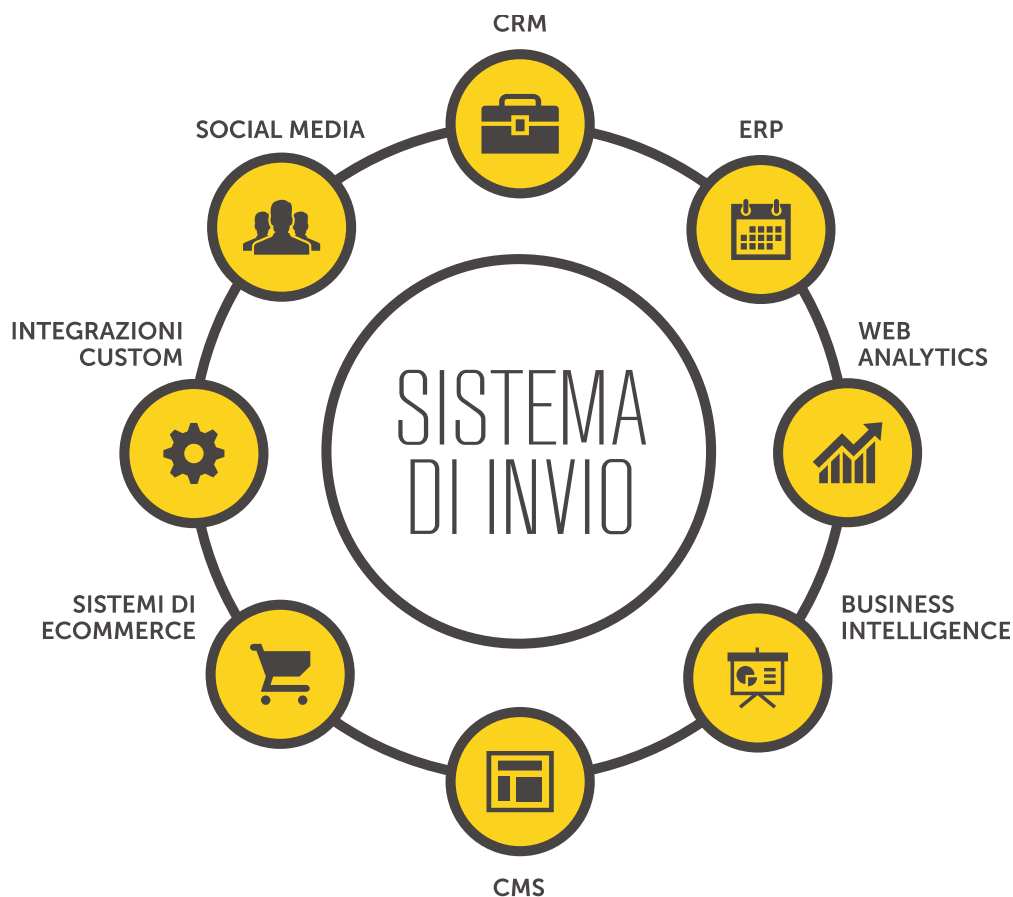 CRM
SOCIAL MEDIA
ERP
INTEGRAZIONI
CUSTOM
WEB
ANALYTICS
SISTEMA
DI INVIO
SISTEMI DI
ECOMMERCE
BUSINESS
INTELLIGENCE
CMS